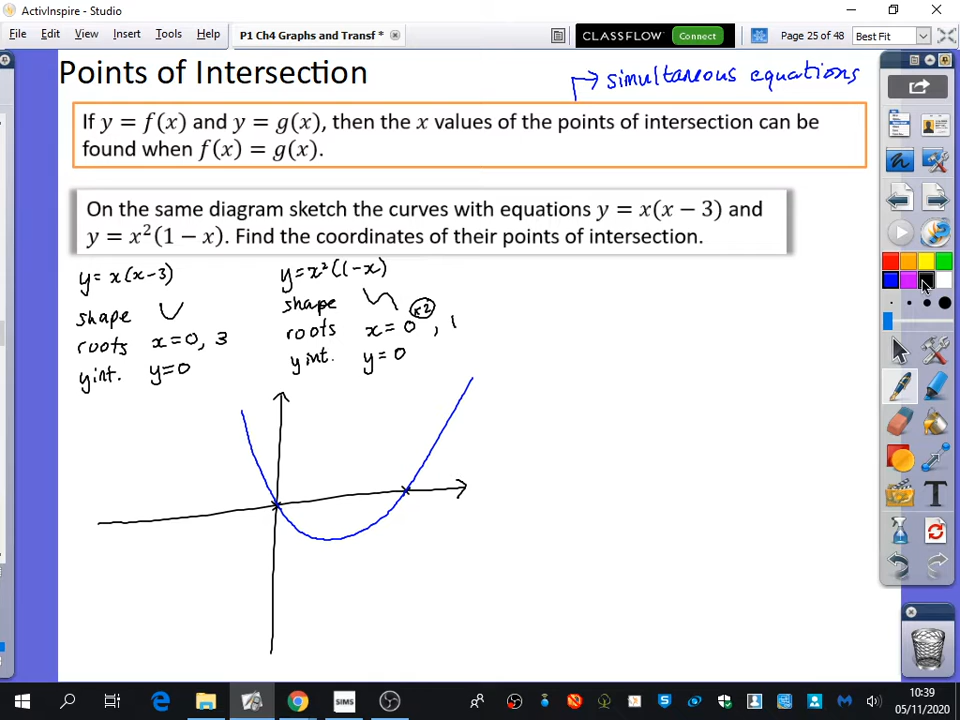 ActivInspire - Studio
File Edit View Insert Tools Help P1 Ch4 Graphs and Transf * CLASSFLOW Connect Page 25 of 48 Best Fit
Points of Intersection
simultaneous equations
If y = f(x) and y = g(x), then the x values of the points of intersection can be
found when f(x) = g(x).
On the same diagram sketch the curves with equations y = x(x − 3) and
y = x²(1 − x). Find the coordinates of their points of intersection.
y = x(x-3)
shape
roots x=0, 3
y int. y=0
y=x²(1-x)
shape
roots x=0 x2, 1
y int. y=0
SIMS
10:39
05/11/2020